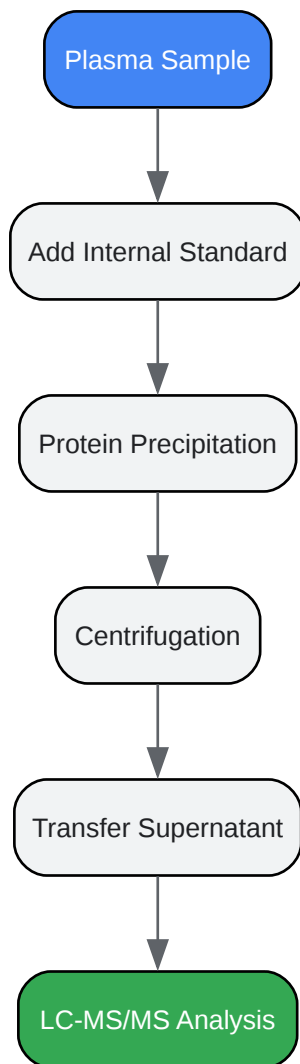 Plasma Sample
Add Internal Standard
Protein Precipitation
Centrifugation
Transfer Supernatant
LC-MS/MS Analysis